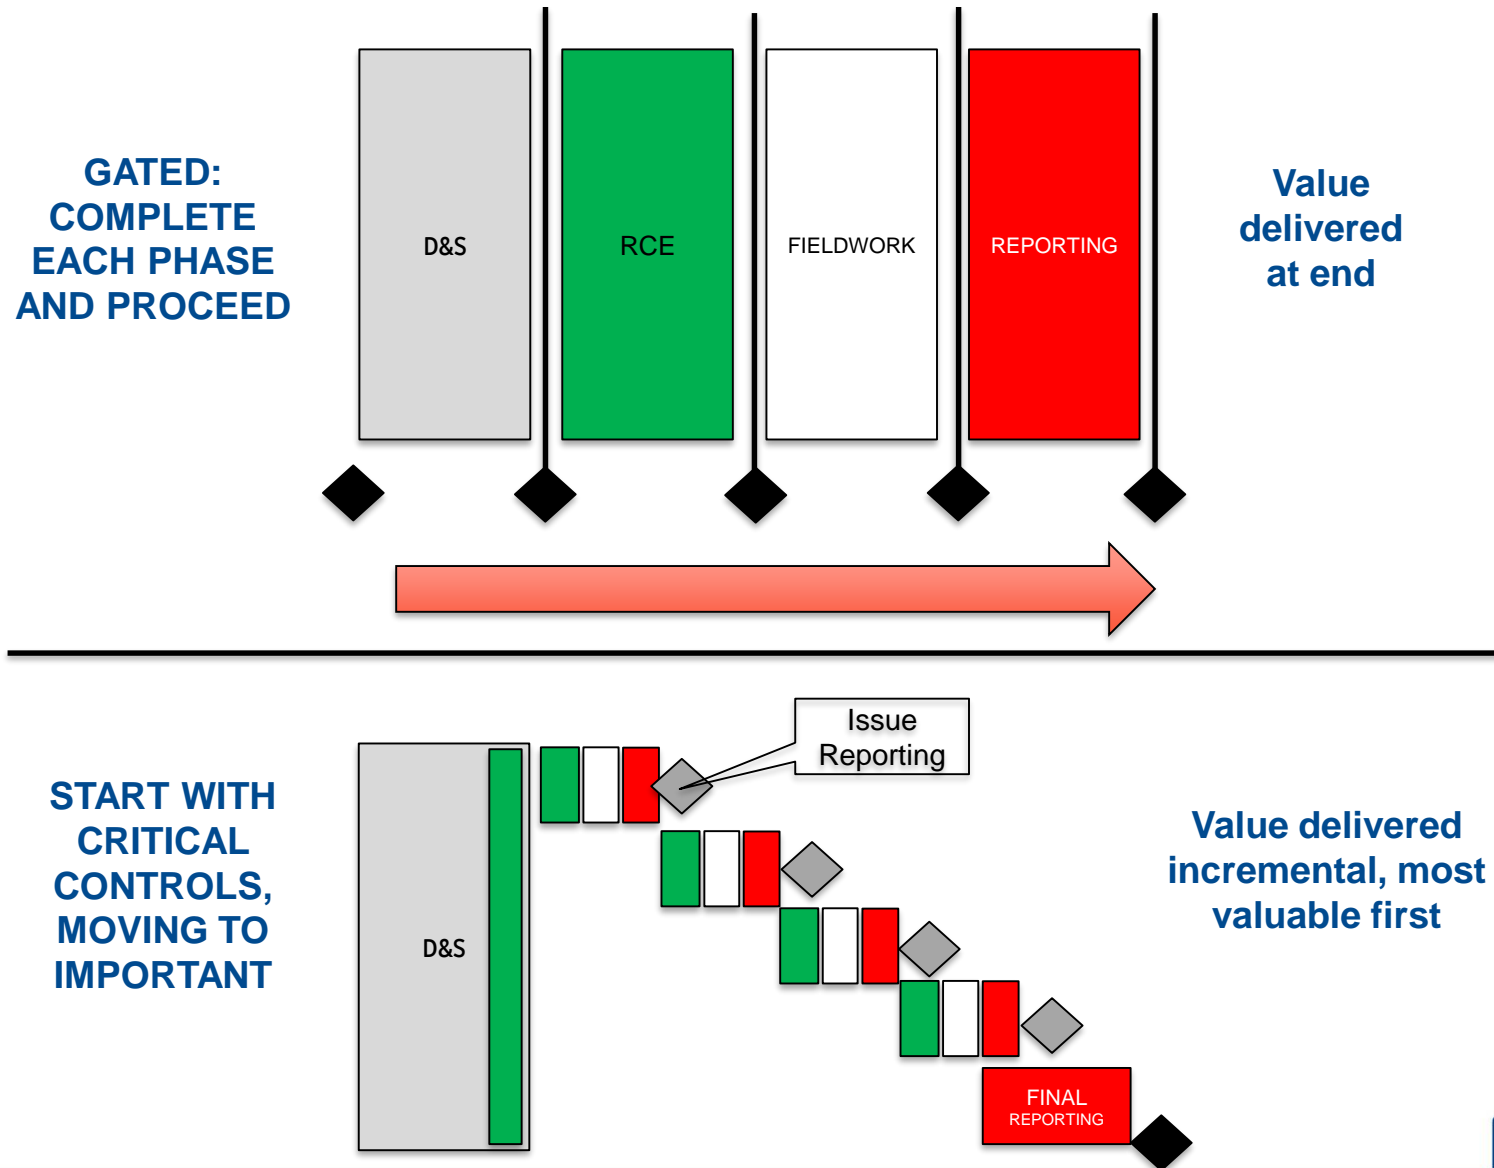 GATED:
COMPLETE
EACH PHASE
AND PROCEED
D&S
RCE
FIELDWORK
REPORTING
Value
delivered
at end
START WITH
CRITICAL
CONTROLS,
MOVING TO
IMPORTANT
D&S
Issue
Reporting
FINAL
REPORTING
Value delivered
incremental, most
valuable first